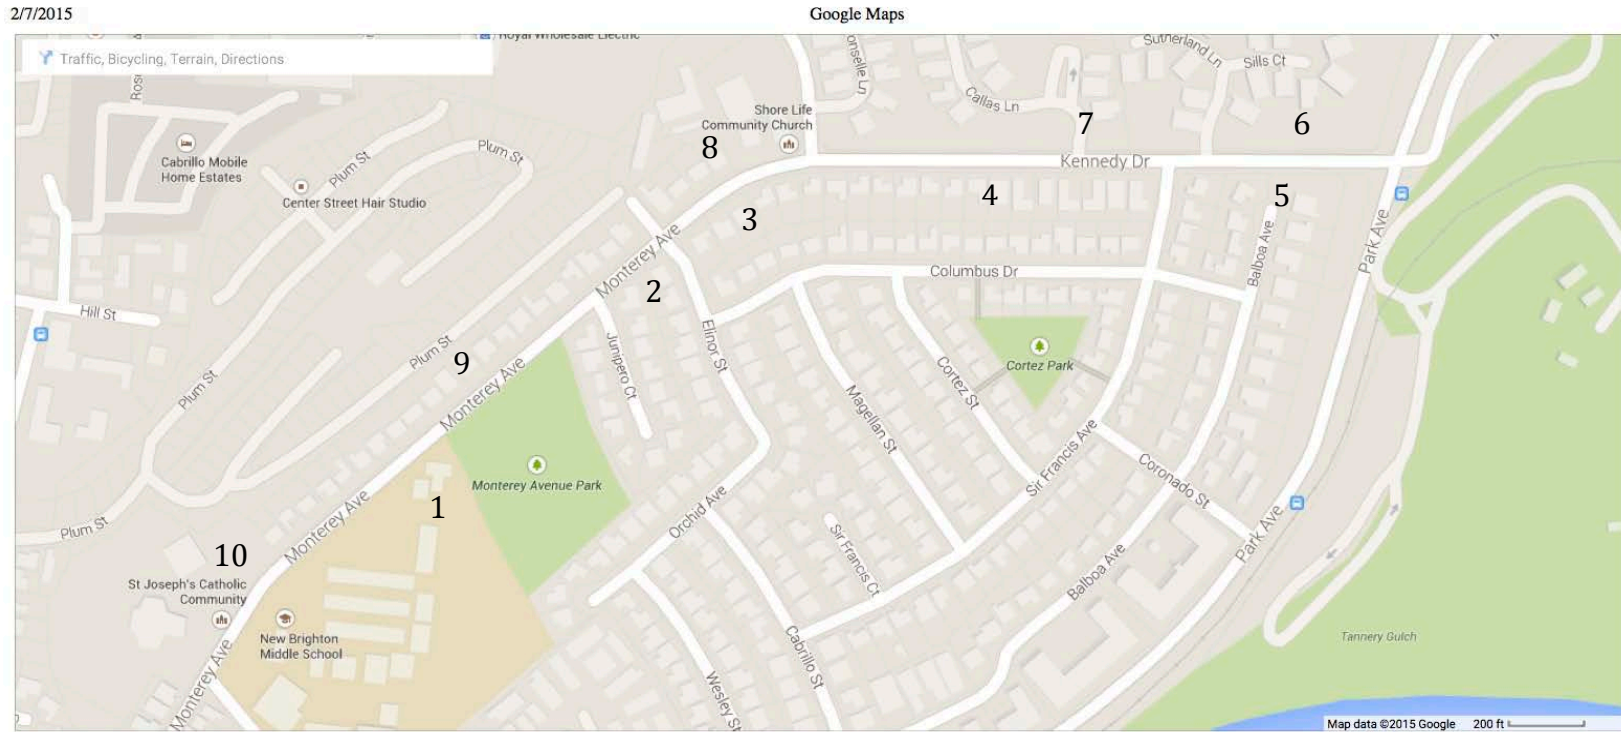 2/7/2015
Google Maps
Royal Wholesale Electric
Traffic, Bicycling, Terrain, Directions
Sutherland Ln
Sills Ct
Callas Ln
Shore Life
Community Church
7
6
8
Kennedy Dr
Cabrillo Mobile
Home Estates
Plum St
Plum St
Center Street Hair Studio
4
5
3
Monterey Ave
Balboa Ave
Park Ave
Columbus Dr
2
Hill St
Elinor St
Junipero Ct
Plum St
9
Monterey Ave
Cortez Park
Cortez St
Plum St
Magellan St
Monterey Avenue Park
Sir Francis Ave
Coronado St
1
Orchid Ave
Plum St
Monterey Ave
Park Ave
Sir Francis Ct
10
Balboa Ave
St Joseph's Catholic
Community
New Brighton
Middle School
Tannery Gulch
Cabrillo St
Monterey Ave
Wesley St
Map data ©2015 Google
200 ft